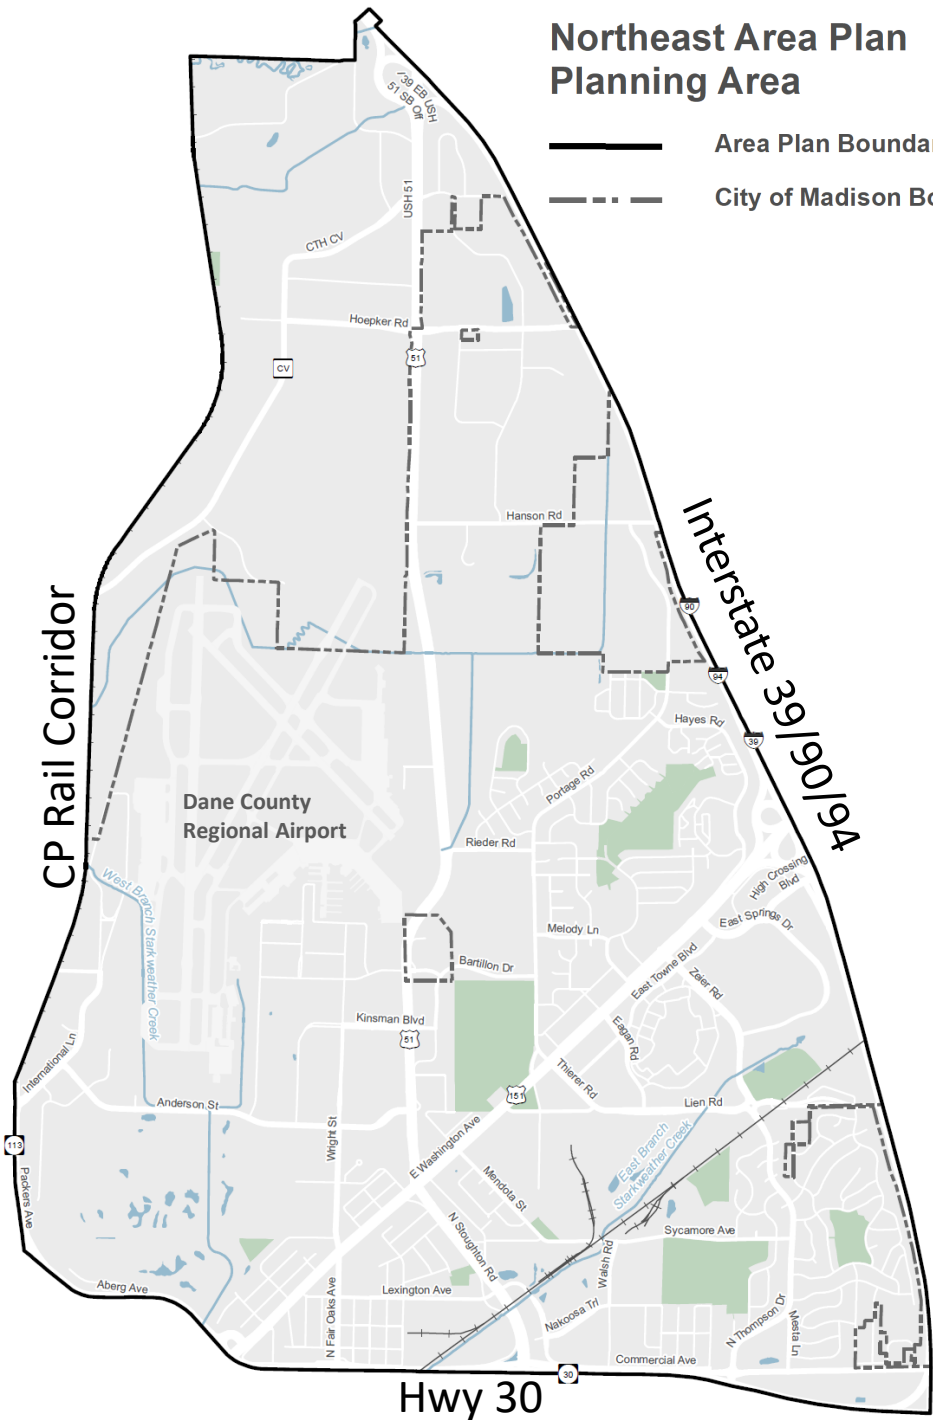 Northeast Area Plan
Planning Area
Area Plan Boundar
City of Madison Bo
/39 EB USH
51 SB Off
USH 51
CTH CV
Hoepker Rd
51
CV
Hanson Rd
Interstate 39/90/94
90
94
39
CP Rail Corridor
Hayes Rd
Portage Rd
Dane County
Regional Airport
Rieder Rd
High Crossing
Blvd
West Branch Starkweather Creek
East Springs Dr
Melody Ln
East Towne Blvd
Bartillon Dr
Zeier Rd
Kinsman Blvd
51
Eagan Rd
International Ln
Thierer Rd
151
Anderson St
Lien Rd
Wright St
E Washington Ave
East Branch
Starkweather Creek
113
Packers Ave
Mendota St
N Stoughton Rd
Sycamore Ave
Walsh Rd
Aberg Ave
Lexington Ave
N Fair Oaks Ave
Nakoosa Trl
N Thompson Dr
Mesta Ln
Commercial Ave
30
Hwy 30